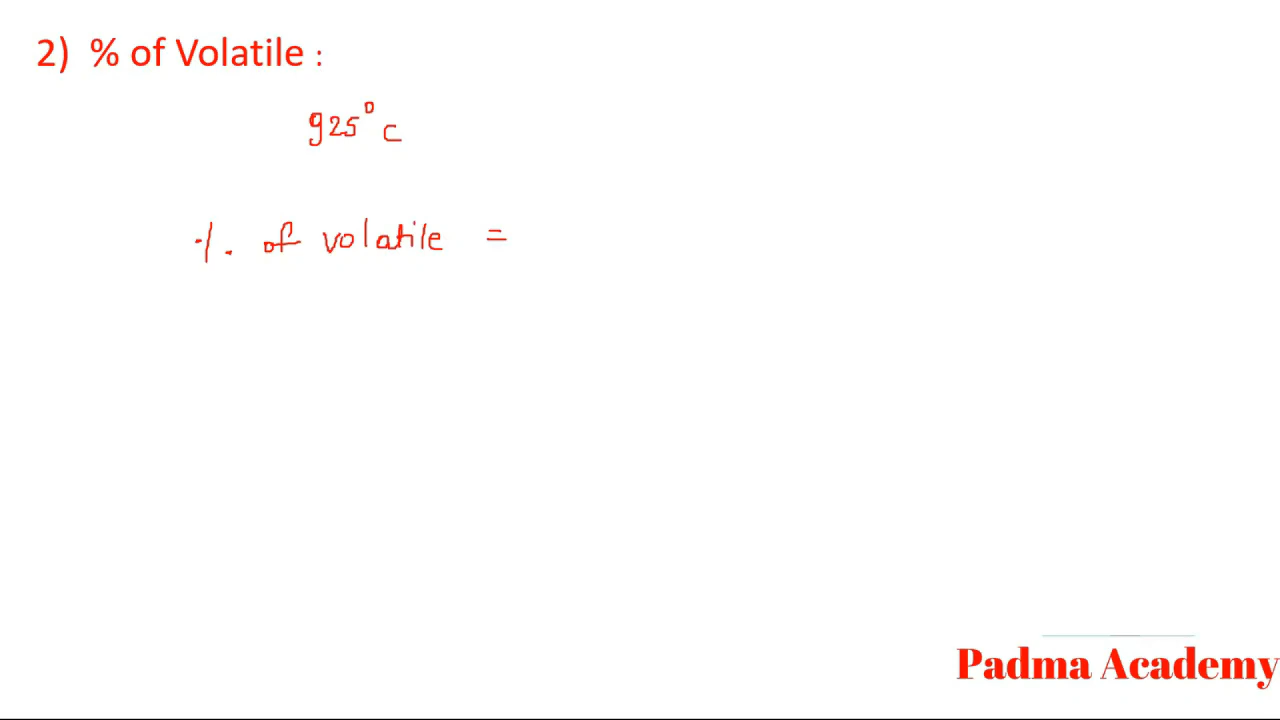 2) % of Volatile :
925°c
% of volatile =
Padma Academy